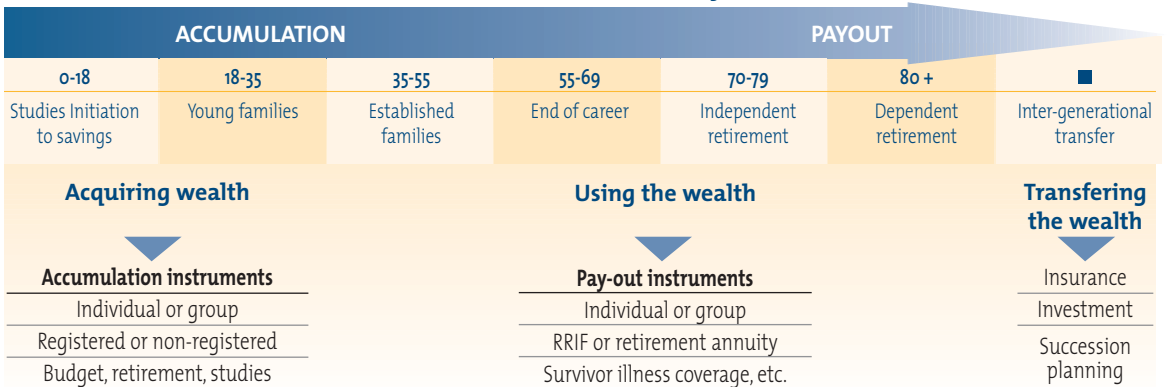 ACCUMULATION PAYOUT
0-18 18-35 35-55 55-69 70-79 80 +
Studies Initiation Young families Established End of career Independent Dependent Inter-generational
to savings families retirement retirement transfer
Acquiring wealth Using the wealth Transfering
the wealth
Accumulation instruments Pay-out instruments Insurance
Individual or group Individual or group Investment
Registered or non-registered RRIF or retirement annuity Succession
Budget, retirement, studies Survivor illness coverage, etc. planning